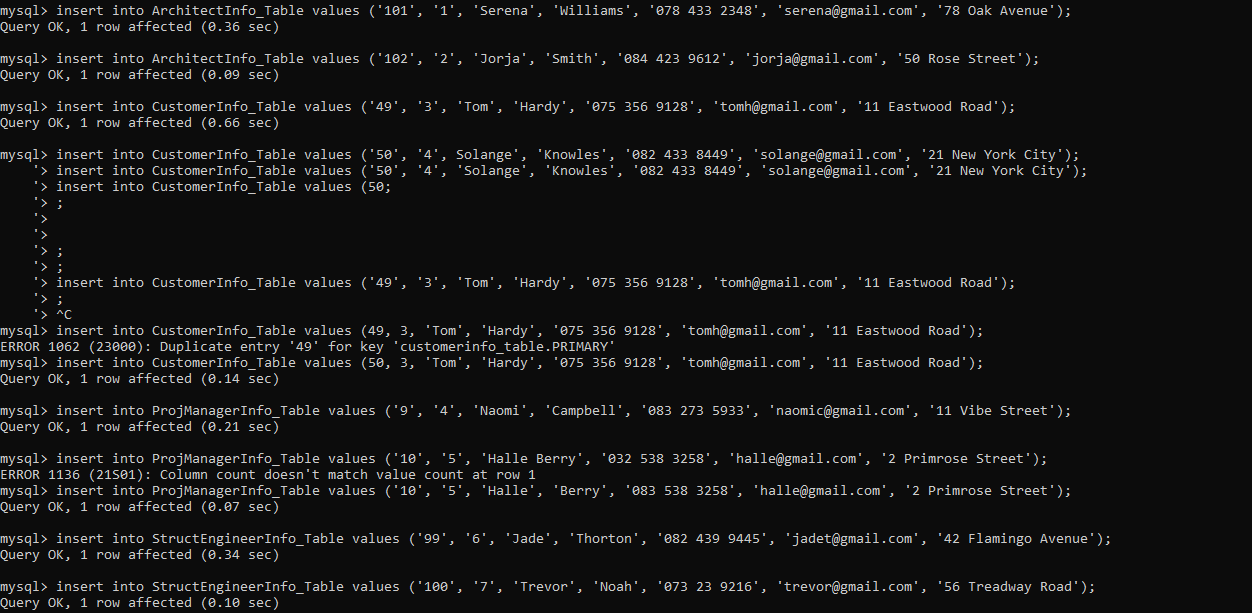 mysql> insert into ArchitectInfo_Table values ('101', '1', 'Serena', 'Williams', '078 433 2348', 'serena@gmail.com', '78 Oak Avenue');
Query OK, 1 row affected (0.36 sec)
mysql> insert into ArchitectInfo_Table values ('102', '2', 'Jorja', 'Smith', '084 423 9612', 'jorja@gmail.com', '50 Rose Street');
Query OK, 1 row affected (0.09 sec)
mysql> insert into CustomerInfo_Table values ('49', '3', 'Tom', 'Hardy', '075 356 9128', 'tomh@gmail.com', '11 Eastwood Road');
Query OK, 1 row affected (0.66 sec)
mysql> insert into CustomerInfo_Table values ('50', '4', Solange', 'Knowles', '082 433 8449', 'solange@gmail.com', '21 New York City');
'> insert into CustomerInfo_Table values ('50', '4', 'Solange', 'Knowles', '082 433 8449', 'solange@gmail.com', '21 New York City');
'> insert into CustomerInfo_Table values (50;
'> ;
'>
'>
'> ;
'> ;
'> insert into CustomerInfo_Table values ('49', '3', 'Tom', 'Hardy', '075 356 9128', 'tomh@gmail.com', '11 Eastwood Road');
'> ;
'> ^C
mysql> insert into CustomerInfo_Table values (49, 3, 'Tom', 'Hardy', '075 356 9128', 'tomh@gmail.com', '11 Eastwood Road');
ERROR 1062 (23000): Duplicate entry '49' for key 'customerinfo_table.PRIMARY'
mysql> insert into CustomerInfo_Table values (50, 3, 'Tom', 'Hardy', '075 356 9128', 'tomh@gmail.com', '11 Eastwood Road');
Query OK, 1 row affected (0.14 sec)
mysql> insert into ProjManagerInfo_Table values ('9', '4', 'Naomi', 'Campbell', '083 273 5933', 'naomic@gmail.com', '11 Vibe Street');
Query OK, 1 row affected (0.21 sec)
mysql> insert into ProjManagerInfo_Table values ('10', '5', 'Halle Berry', '032 538 3258', 'halle@gmail.com', '2 Primrose Street');
ERROR 1136 (21S01): Column count doesn't match value count at row 1
mysql> insert into ProjManagerInfo_Table values ('10', '5', 'Halle', 'Berry', '083 538 3258', 'halle@gmail.com', '2 Primrose Street');
Query OK, 1 row affected (0.07 sec)
mysql> insert into StructEngineerInfo_Table values ('99', '6', 'Jade', 'Thorton', '082 439 9445', 'jadet@gmail.com', '42 Flamingo Avenue');
Query OK, 1 row affected (0.34 sec)
mysql> insert into StructEngineerInfo_Table values ('100', '7', 'Trevor', 'Noah', '073 23 9216', 'trevor@gmail.com', '56 Treadway Road');
Query OK, 1 row affected (0.10 sec)